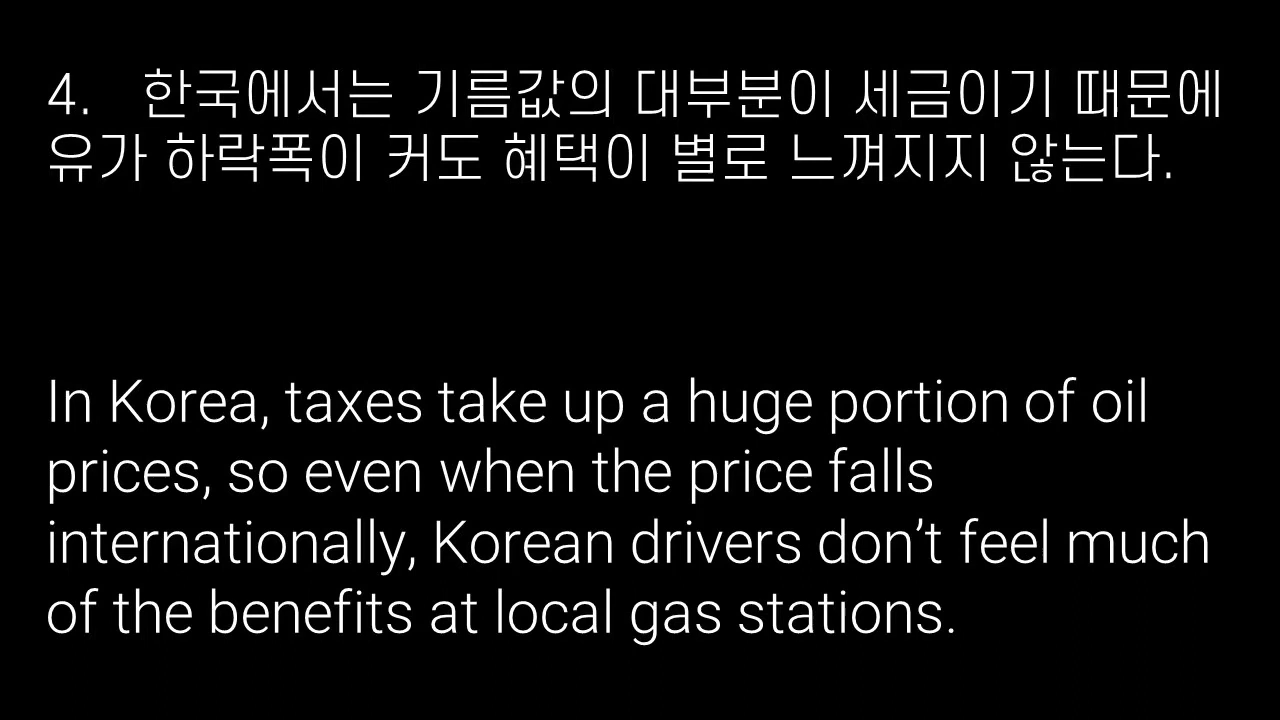 4. 한국에서는 기름값의 대부분이 세금이기 때문에
유가 하락폭이 커도 혜택이 별로 느껴지지 않는다.
In Korea, taxes take up a huge portion of oil
prices, so even when the price falls
internationally, Korean drivers don’t feel much
of the benefits at local gas stations.